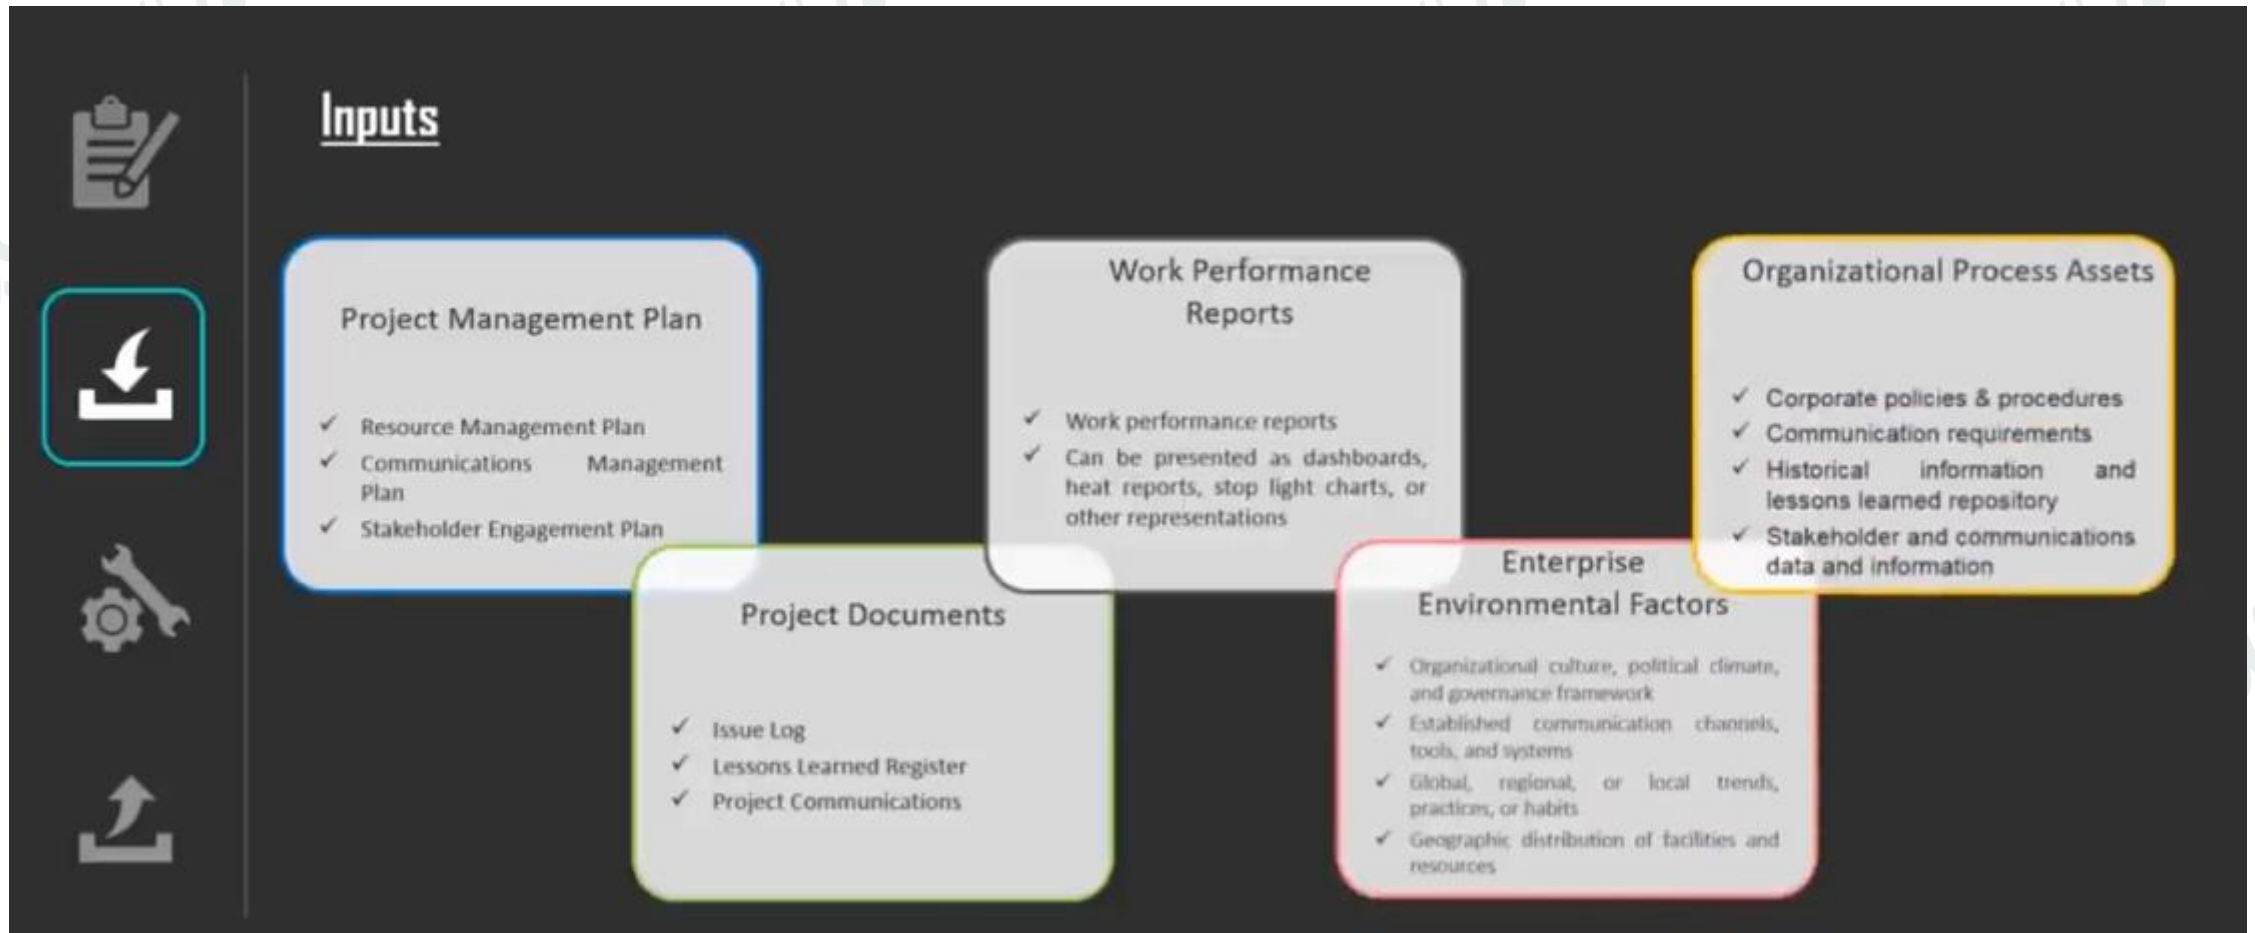 Inputs
Project Management Plan
✓ Resource Management Plan
✓ Communications Management
Plan
✓ Stakeholder Engagement Plan
Project Documents
✓ Issue Log
✓ Lessons Learned Register
✓ Project Communications
Work Performance
Reports
✓ Work performance reports
✓ Can be presented as dashboards,
heat reports, stop light charts, or
other representations
Enterprise
Environmental Factors
✓ Organizational culture, political climate,
and governance framework
✓ Established communication channels,
tools, and systems
✓ Global, regional, or local trends,
practices, or habits
✓ Geographic distribution of facilities and
resources
Organizational Process Assets
✓ Corporate policies & procedures
✓ Communication requirements
✓ Historical information and
lessons learned repository
✓ Stakeholder and communications
data and information